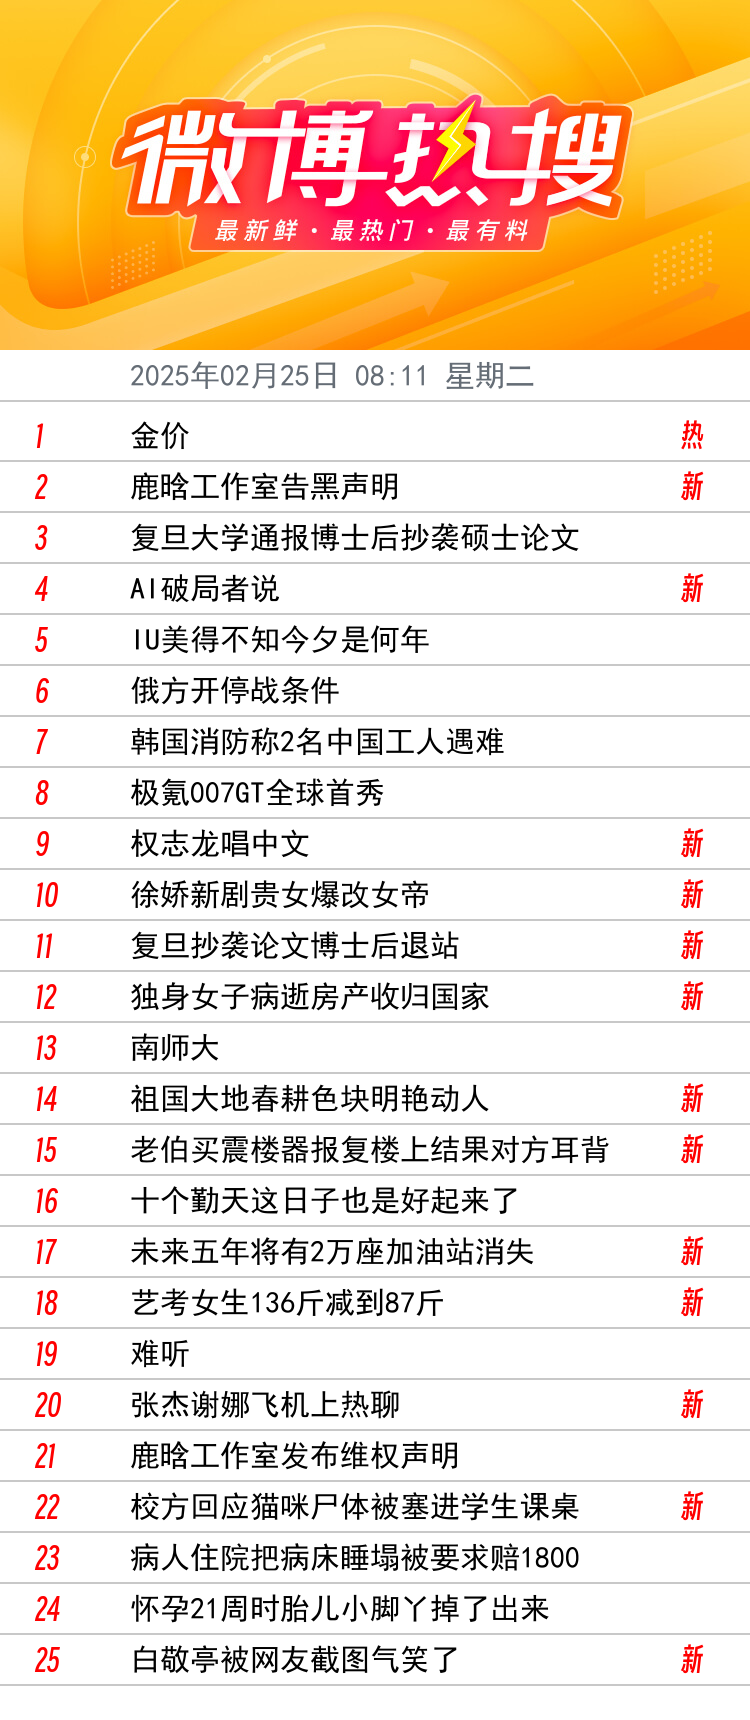 微博热搜
最新鲜·最热门·最有料
2025年02月25日 08:11 星期二
1 金价 热
2 鹿晗工作室告黑声明 新
3 复旦大学通报博士后抄袭硕士论文
4 AI破局者说 新
5 IU美得不知今夕是何年
6 俄方开停战条件
7 韩国消防称2名中国工人遇难
8 极氪007GT全球首秀
9 权志龙唱中文 新
10 徐娇新剧贵女爆改女帝 新
11 复旦抄袭论文博士后退站 新
12 独身女子病逝房产收归国家 新
13 南师大
14 祖国大地春耕色块明艳动人 新
15 老伯买震楼器报复楼上结果对方耳背 新
16 十个勤天这日子也是好起来了
17 未来五年将有2万座加油站消失 新
18 艺考女生136斤减到87斤 新
19 难听
20 张杰谢娜飞机上热聊 新
21 鹿晗工作室发布维权声明
22 校方回应猫咪尸体被塞进学生课桌 新
23 病人住院把病床睡塌被要求赔1800
24 怀孕21周时胎儿小脚丫掉了出来
25 白敬亭被网友截图气笑了 新